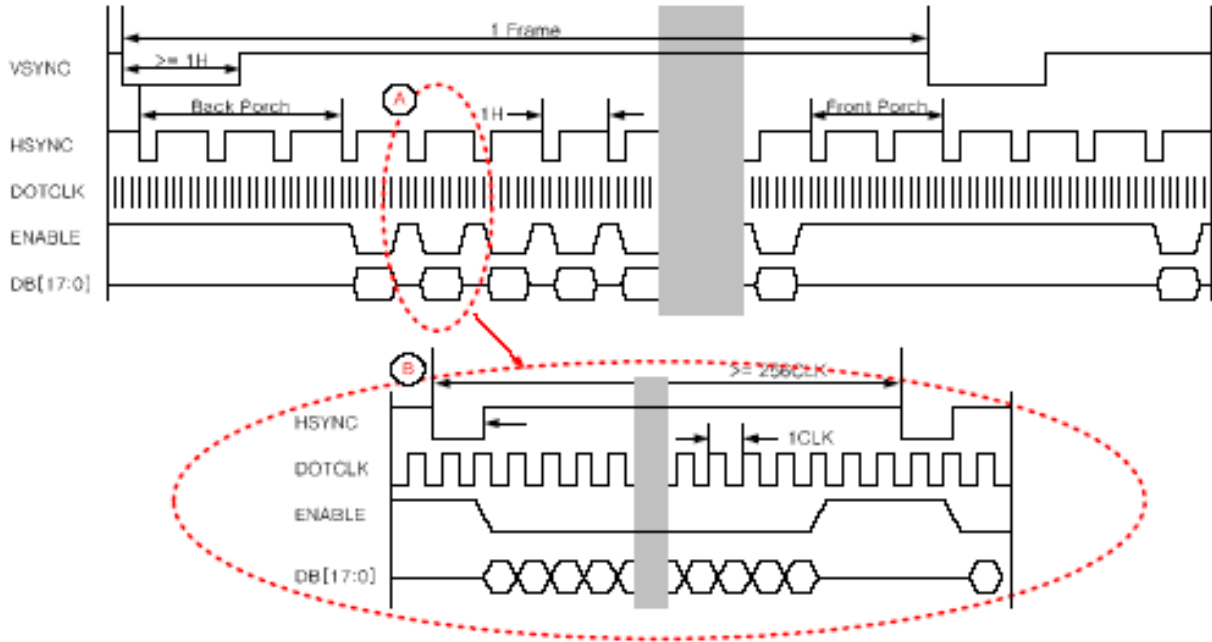 1 Frame
>= 1H
VSYNC
Back Porch
A
1H
Front Porch
HSYNC
DOTCLK
ENABLE
DB[17:0]
B
>= 256CLK
HSYNC
1CLK
DOTCLK
ENABLE
DB[17:0]